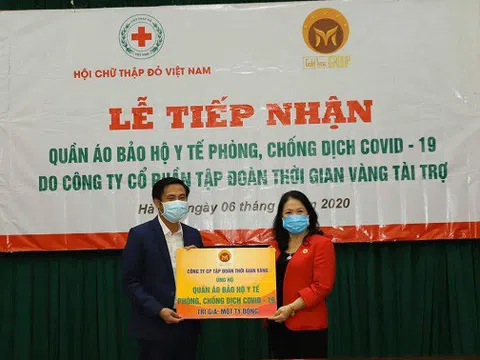 HỘI CHỮ THẬP ĐỎ VIỆT NAM
LỄ TIẾP NHẬN
QUẦN ÁO BẢO HỘ Y TẾ PHÒNG, CHỐNG DỊCH COVID - 19
DO CÔNG TY CỔ PHẦN TẬP ĐOÀN THỜI GIAN VÀNG TÀI TRỢ
ngày 06 tháng 2020
CÔNG TY CP TẬP ĐOÀN THỜI GIAN VÀNG
ỦNG HỘ
QUẦN ÁO BẢO HỘ Y TẾ
PHÒNG, CHỐNG DỊCH COVID - 19
TRỊ GIÁ: MỘT TỶ ĐỒNG